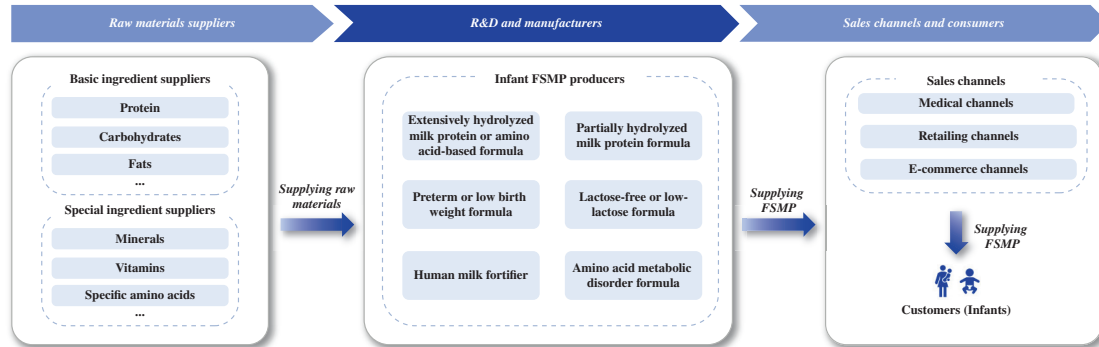 Raw materials suppliers
R&D and manufacturers
Sales channels and consumers
Basic ingredient suppliers
Protein
Carbohydrates
Fats
...
Special ingredient suppliers
Minerals
Vitamins
Specific amino acids
...
Supplying raw
materials
Infant FSMP producers
Extensively hydrolyzed
milk protein or amino
acid-based formula
Partially hydrolyzed
milk protein formula
Preterm or low birth
weight formula
Lactose-free or low-
lactose formula
Human milk fortifier
Amino acid metabolic
disorder formula
Supplying
FSMP
Sales channels
Medical channels
Retailing channels
E-commerce channels
Supplying
FSMP
Customers (Infants)